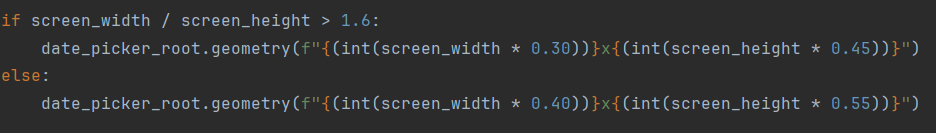 if screen_width / screen_height > 1.6:
    date_picker_root.geometry(f"{(int(screen_width * 0.30))}x{(int(screen_height * 0.45))}")
else:
    date_picker_root.geometry(f"{(int(screen_width * 0.40))}x{(int(screen_height * 0.55))}")